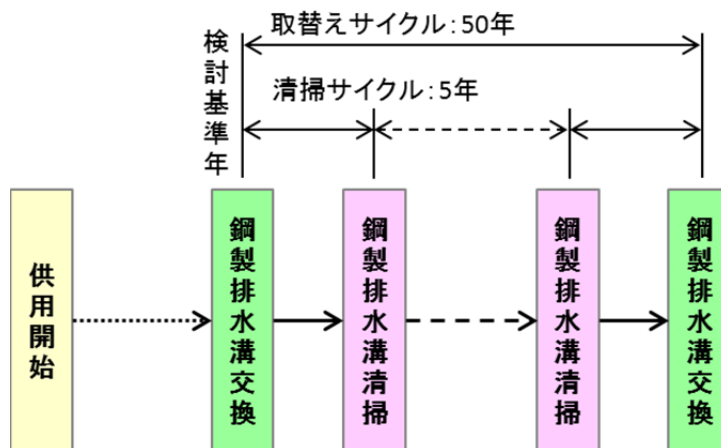 取替えサイクル：50年
検討基準年
清掃サイクル：5年
供用開始
鋼製排水溝交換
鋼製排水溝清掃
鋼製排水溝清掃
鋼製排水溝交換